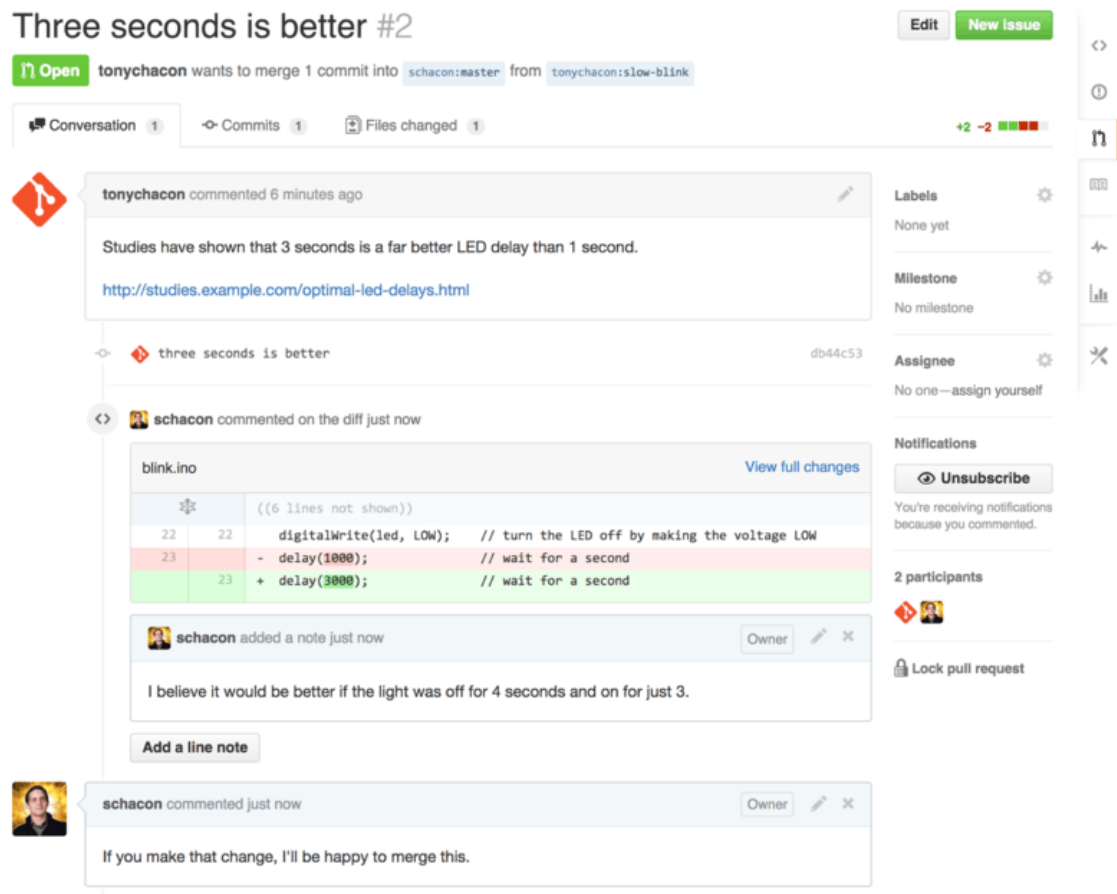 Three seconds is better #2
Edit
New issue
Open
tonychacon wants to merge 1 commit into schacon:master from tonychacon:slow-blink
Conversation 1
Commits 1
Files changed 1
+2 −2
tonychacon commented 6 minutes ago
Studies have shown that 3 seconds is a far better LED delay than 1 second.
http://studies.example.com/optimal-led-delays.html
three seconds is better db44c53
schacon commented on the diff just now
blink.ino View full changes
((6 lines not shown))
22 22 digitalWrite(led, LOW); // turn the LED off by making the voltage LOW
23 - delay(1000); // wait for a second
23 + delay(3000); // wait for a second
schacon added a note just now Owner
I believe it would be better if the light was off for 4 seconds and on for just 3.
Add a line note
schacon commented just now Owner
If you make that change, I'll be happy to merge this.
Labels
None yet
Milestone
No milestone
Assignee
No one—assign yourself
Notifications
Unsubscribe
You're receiving notifications
because you commented.
2 participants
Lock pull request